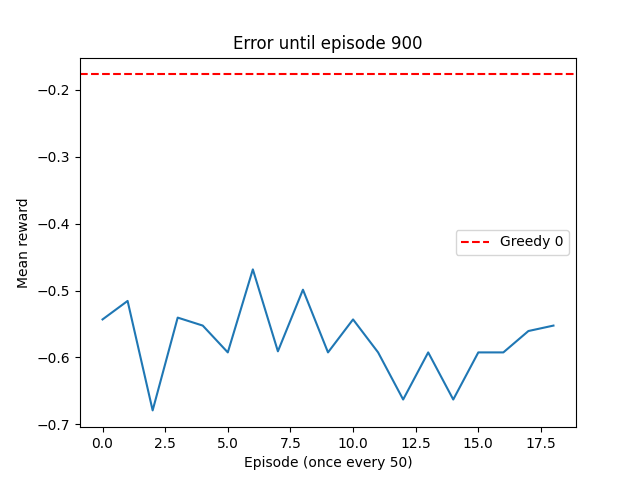 Error until episode 900
Mean reward
−0.2
−0.3
−0.4
−0.5
−0.6
−0.7
Greedy 0
0.0 2.5 5.0 7.5 10.0 12.5 15.0 17.5
Episode (once every 50)